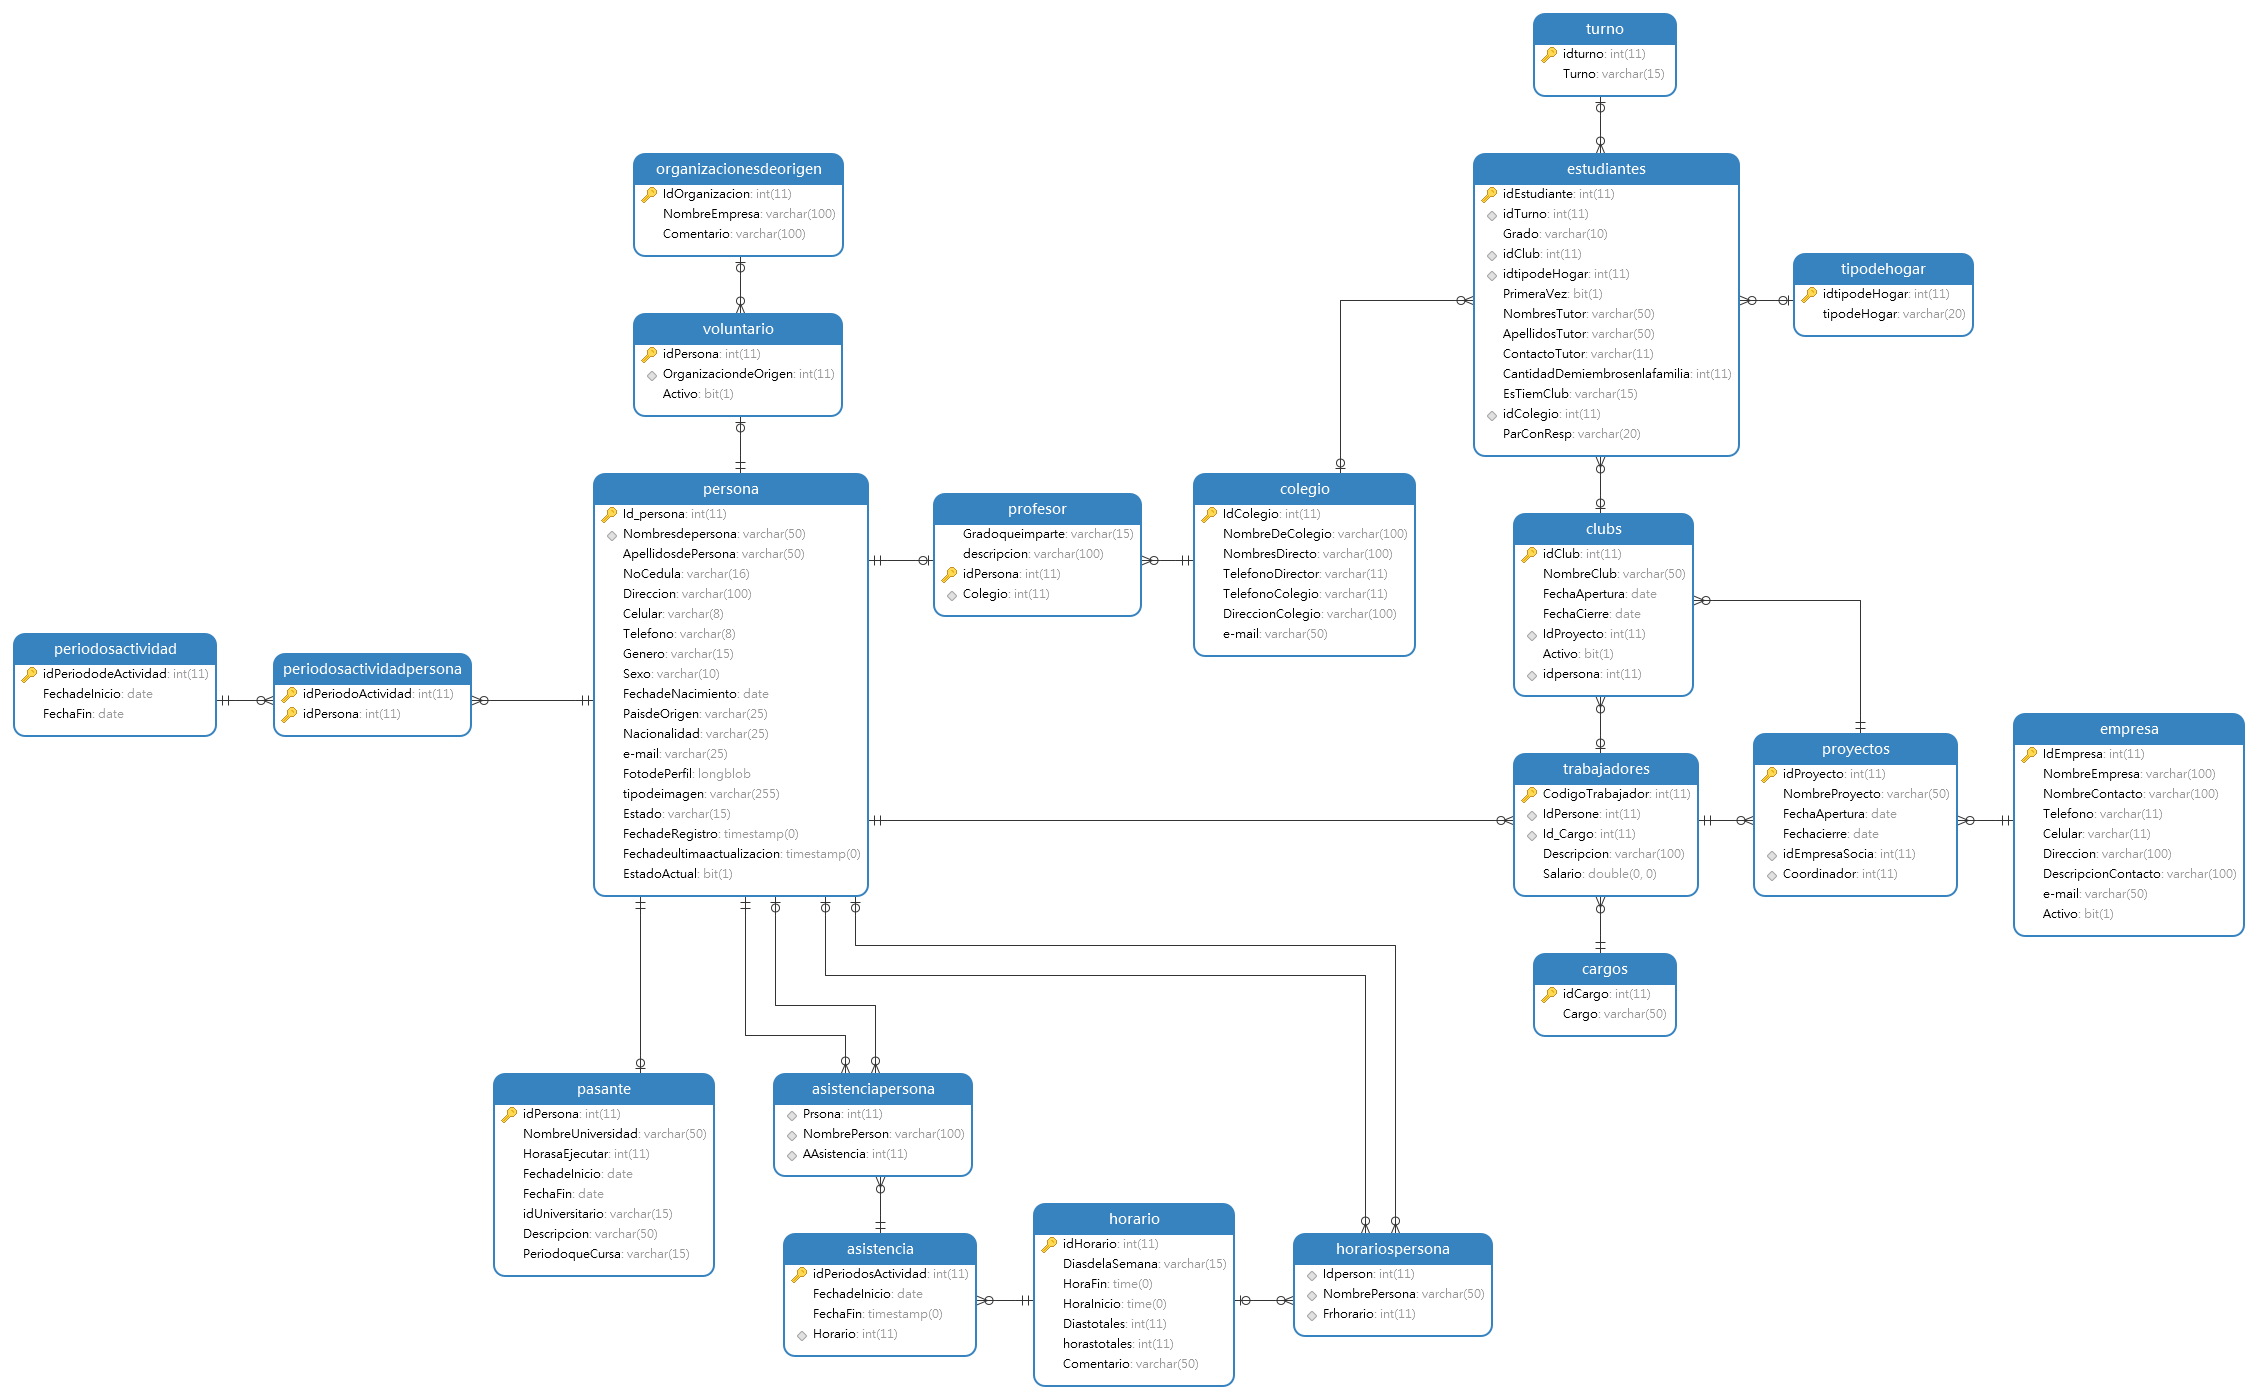 turno
idturno: int(11)
Turno: varchar(15)
organizacionesdeorigen
IdOrganizacion: int(11)
NombreEmpresa: varchar(100)
Comentario: varchar(100)
estudiantes
idEstudiante: int(11)
idTurno: int(11)
Grado: varchar(10)
idClub: int(11)
idtipodeHogar: int(11)
PrimeraVez: bit(1)
NombresTutor: varchar(50)
ApellidosTutor: varchar(50)
ContactoTutor: varchar(11)
CantidadDemiembrosenlafamilia: int(11)
EsTiemClub: varchar(15)
idColegio: int(11)
ParConResp: varchar(20)
tipodehogar
idtipodeHogar: int(11)
tipodeHogar: varchar(20)
voluntario
idPersona: int(11)
OrganizaciondeOrigen: int(11)
Activo: bit(1)
persona
Id_persona: int(11)
Nombresdepersona: varchar(50)
ApellidosdePersona: varchar(50)
NoCedula: varchar(16)
Direccion: varchar(100)
Celular: varchar(8)
Telefono: varchar(8)
Genero: varchar(15)
Sexo: varchar(10)
FechadeNacimiento: date
PaisdeOrigen: varchar(25)
Nacionalidad: varchar(25)
e-mail: varchar(25)
FotodePerfil: longblob
tipodeimagen: varchar(255)
Estado: varchar(15)
FechadeRegistro: timestamp(0)
Fechadeultimaactualizacion: timestamp(0)
EstadoActual: bit(1)
profesor
Gradoqueimparte: varchar(15)
descripcion: varchar(100)
idPersona: int(11)
Colegio: int(11)
colegio
IdColegio: int(11)
NombreDeColegio: varchar(100)
NombresDirecto: varchar(100)
TelefonoDirector: varchar(11)
TelefonoColegio: varchar(11)
DireccionColegio: varchar(100)
e-mail: varchar(50)
clubs
idClub: int(11)
NombreClub: varchar(50)
FechaApertura: date
FechaCierre: date
IdProyecto: int(11)
Activo: bit(1)
idpersona: int(11)
periodosactividad
idPeriododeActividad: int(11)
FechadeInicio: date
FechaFin: date
periodosactividadpersona
idPeriodoActividad: int(11)
idPersona: int(11)
trabajadores
CodigoTrabajador: int(11)
IdPersone: int(11)
Id_Cargo: int(11)
Descripcion: varchar(100)
Salario: double(0, 0)
proyectos
idProyecto: int(11)
NombreProyecto: varchar(50)
FechaApertura: date
Fechacierre: date
idEmpresaSocia: int(11)
Coordinador: int(11)
empresa
IdEmpresa: int(11)
NombreEmpresa: varchar(100)
NombreContacto: varchar(100)
Telefono: varchar(11)
Celular: varchar(11)
Direccion: varchar(100)
DescripcionContacto: varchar(100)
e-mail: varchar(50)
Activo: bit(1)
cargos
idCargo: int(11)
Cargo: varchar(50)
pasante
idPersona: int(11)
NombreUniversidad: varchar(50)
HorasaEjecutar: int(11)
FechadeInicio: date
FechaFin: date
idUniversitario: varchar(15)
Descripcion: varchar(50)
PeriodoqueCursa: varchar(15)
asistenciapersona
Prsona: int(11)
NombrePerson: varchar(100)
AAsistencia: int(11)
asistencia
idPeriodosActividad: int(11)
FechadeInicio: date
FechaFin: timestamp(0)
Horario: int(11)
horario
idHorario: int(11)
DiasdelaSemana: varchar(15)
HoraFin: time(0)
HoraInicio: time(0)
Diastotales: int(11)
horastotales: int(11)
Comentario: varchar(50)
horariospersona
Idperson: int(11)
NombrePersona: varchar(50)
Frhorario: int(11)